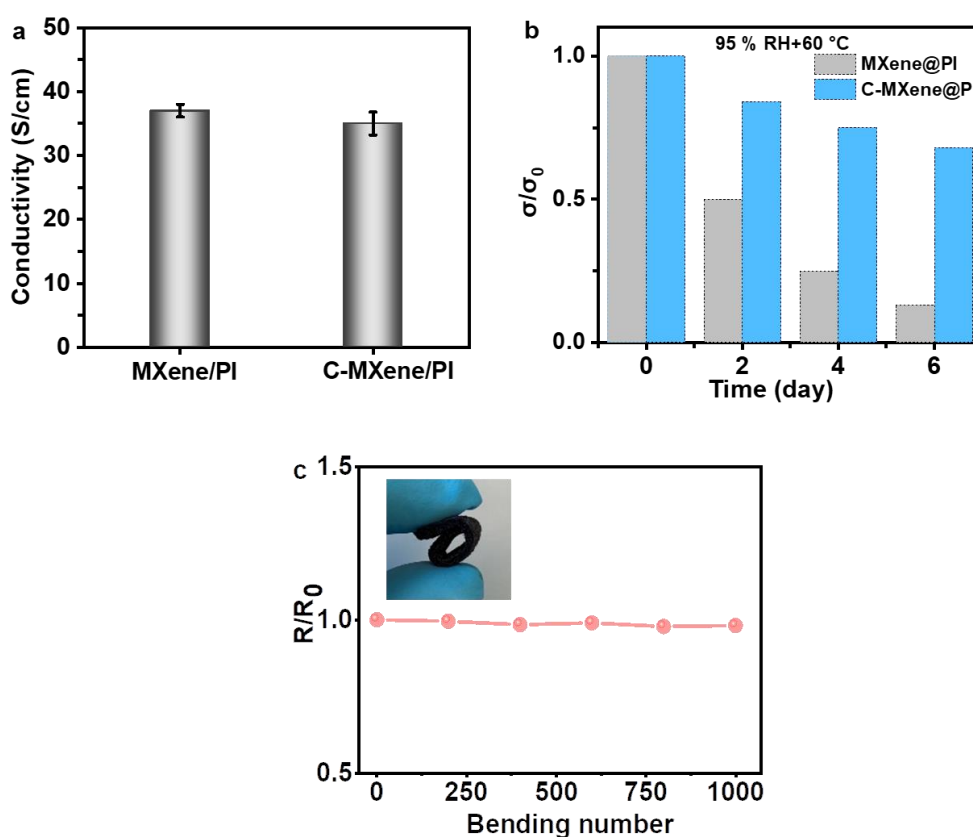 a
50
40
30
20
10
0
Conductivity (S/cm)
MXene/PI
C-MXene/PI
b
95 % RH+60 °C
MXene@PI
C-MXene@P
1.0
0.5
0.0
σ/σ0
0 2 4 6
Time (day)
c
1.5
1.0
0.5
R/R0
0 250 500 750 1000
Bending number